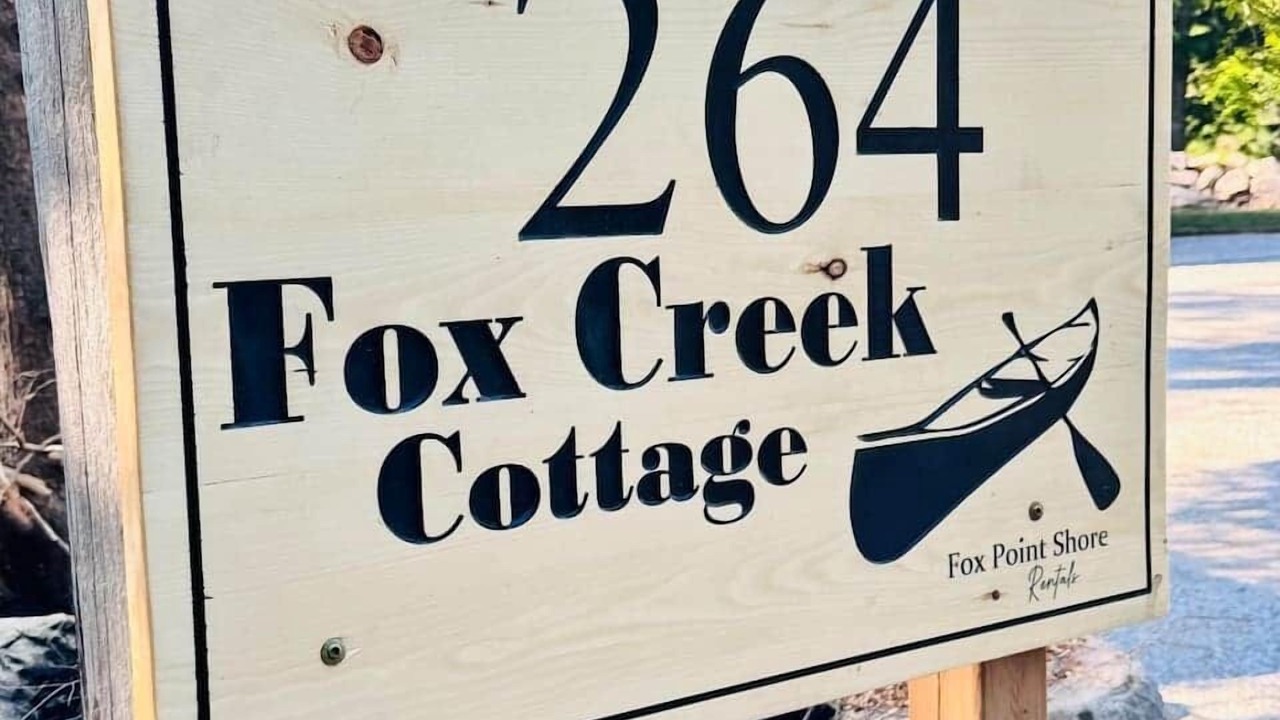 264
Fox Creek
Cottage
Fox Point Shore
Rentals